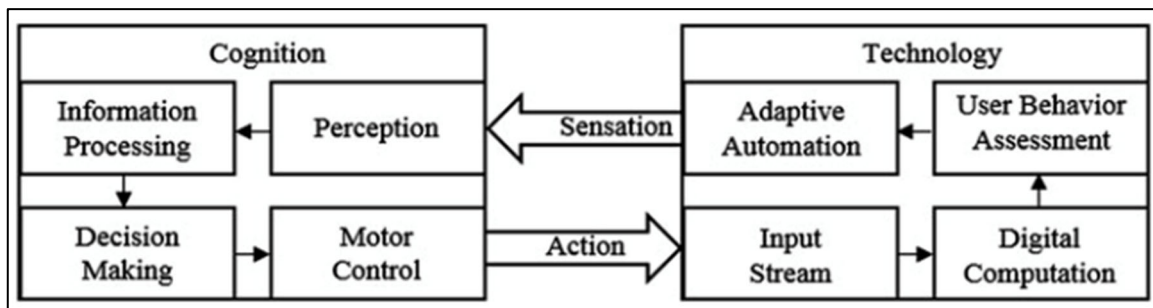 Cognition
Information
Processing
Perception
Decision
Making
Motor
Control
Sensation
Action
Technology
Adaptive
Automation
User Behavior
Assessment
Input
Stream
Digital
Computation